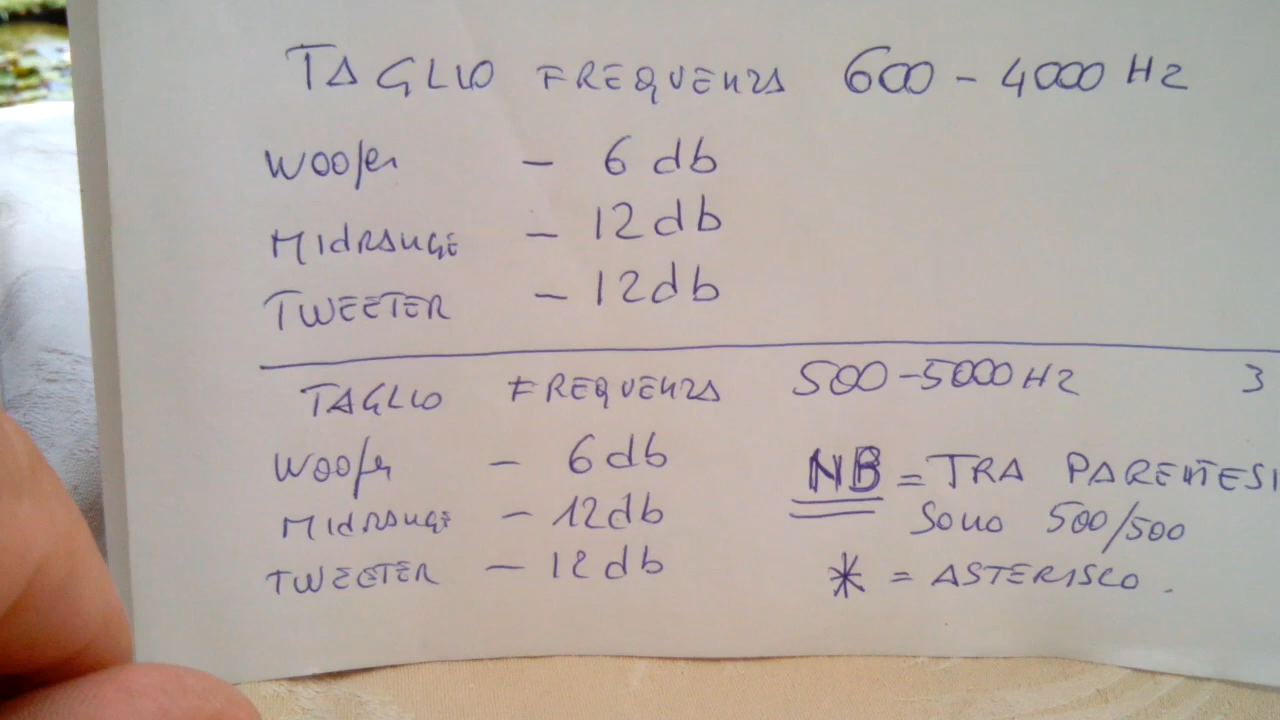 TAGLIO FREQUENZA 600 - 4000 HZ
WOOfer - 6 db
MIDRANGE - 12 db
TWEETER - 12 db
TAGLIO FREQUENZA 500 - 5000 HZ 3
WOOfer - 6 db
MIDRANGE - 12 db
TWEETER - 12 db
NB = TRA PARENTESI
SONO 500/500
* = ASTERISCO.